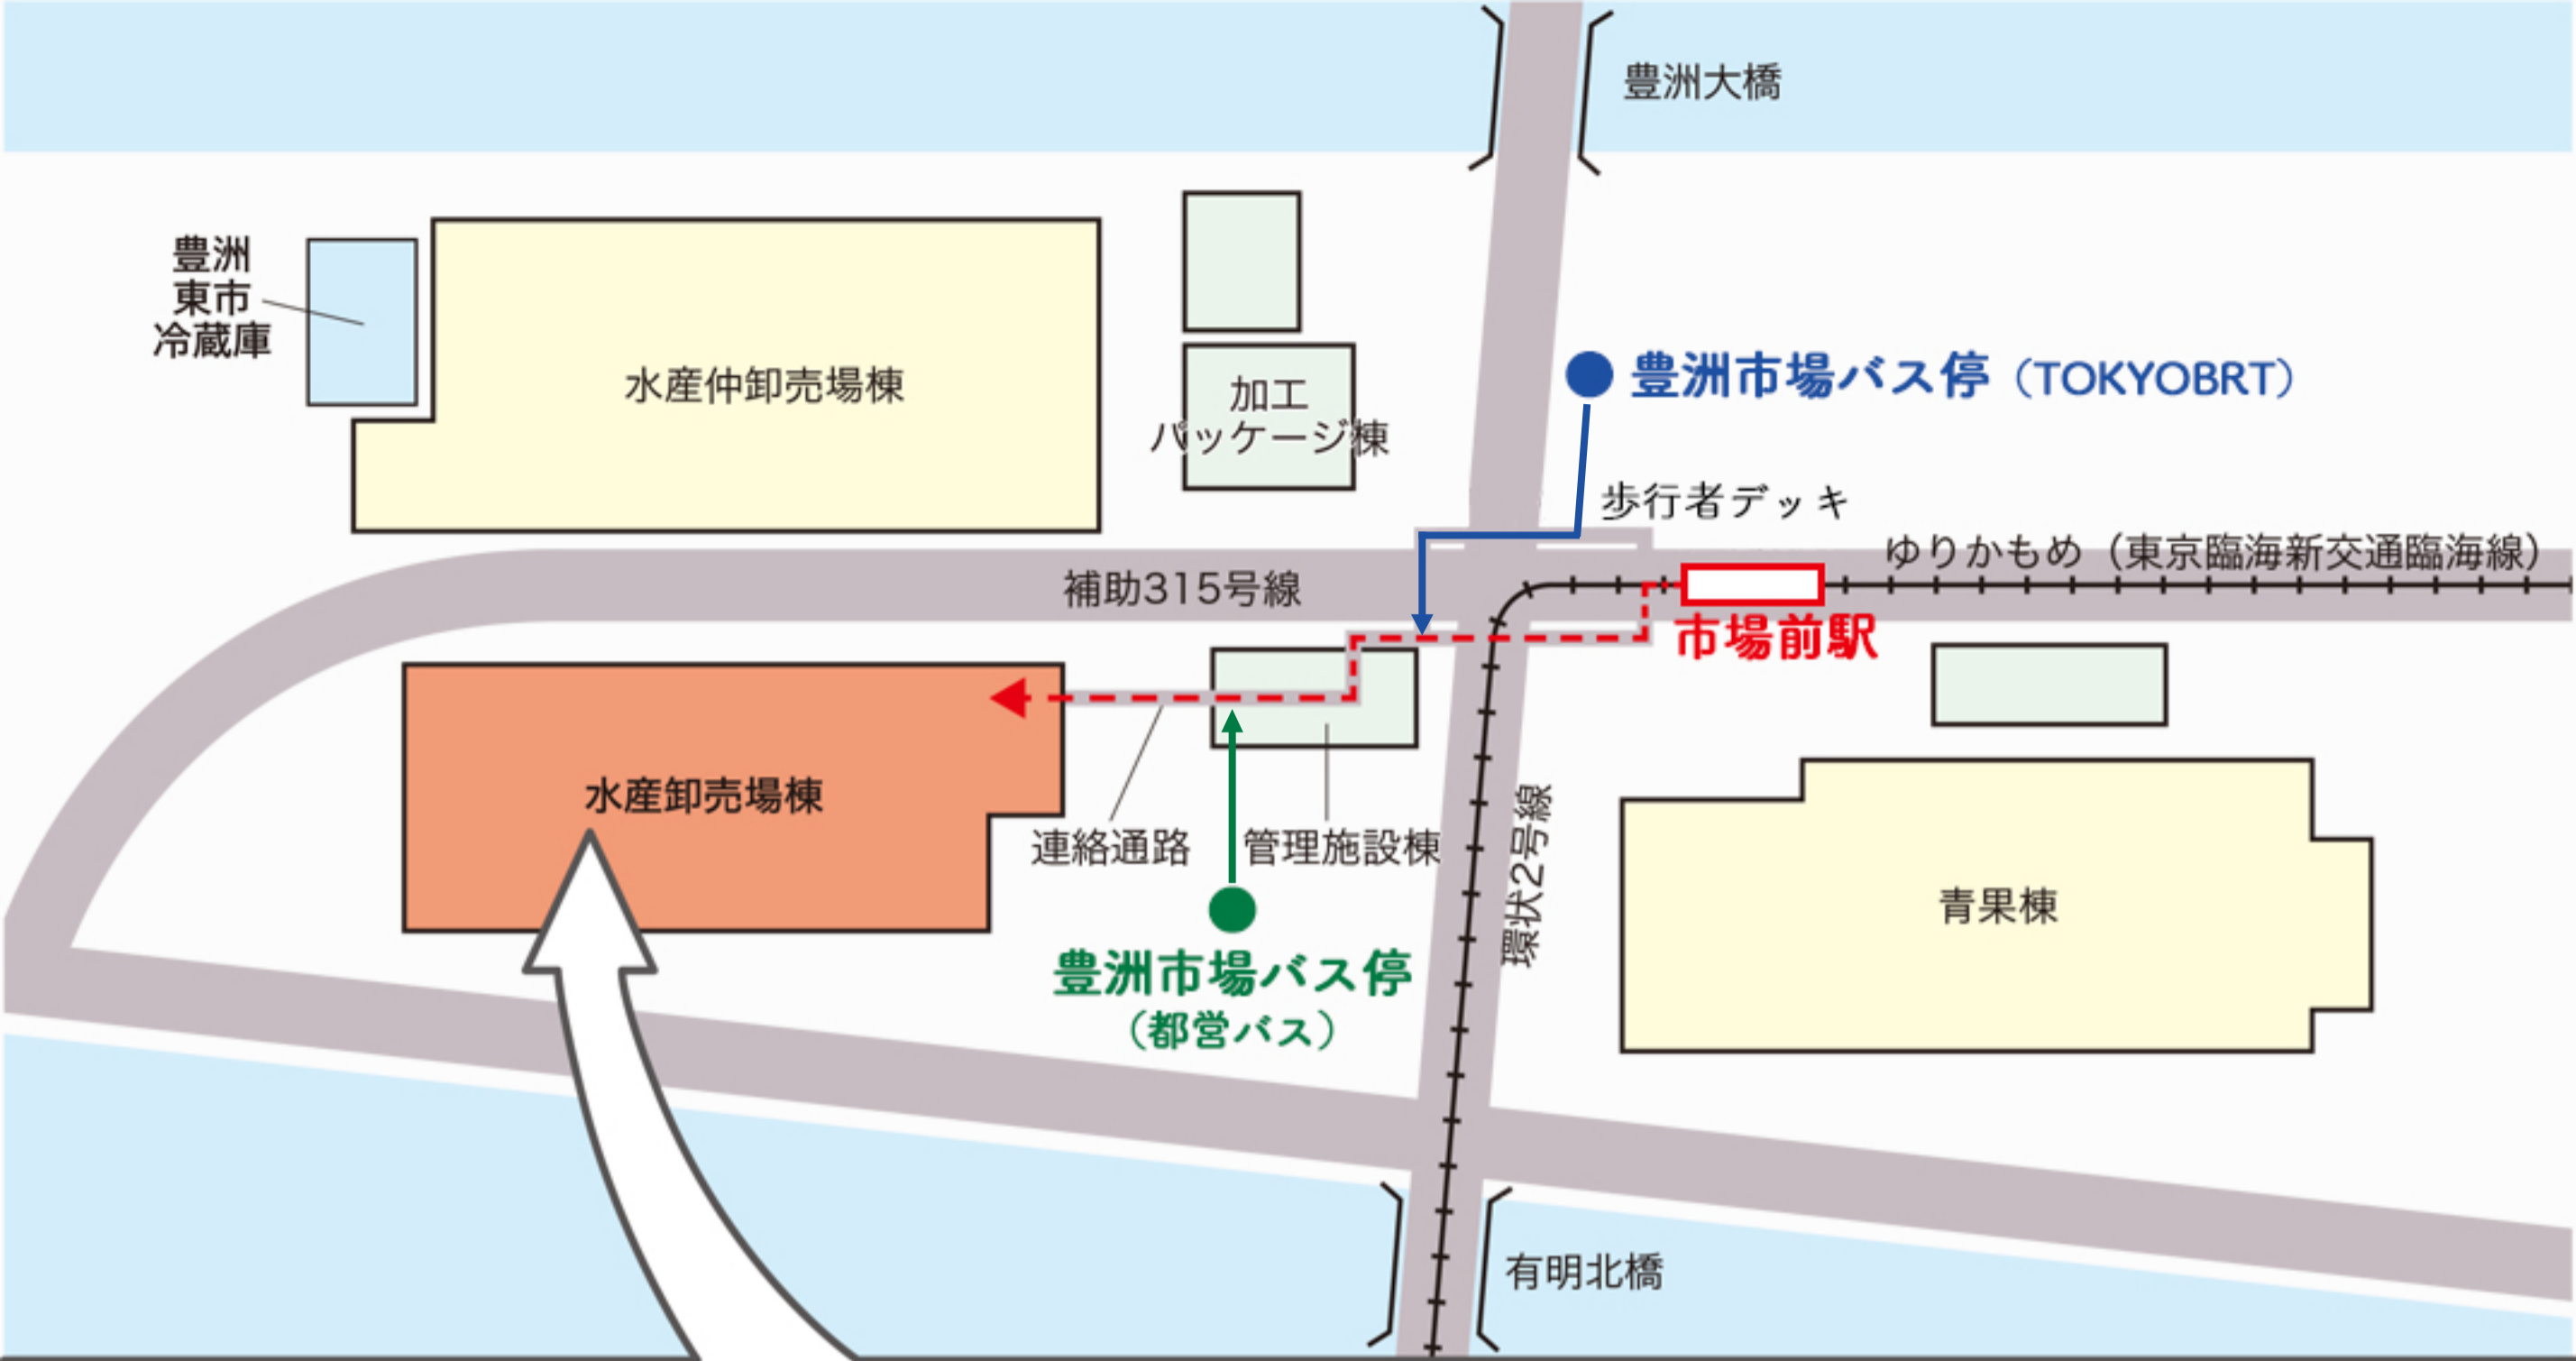 豊洲大橋
豊洲
東市
冷蔵庫
水産仲卸売場棟
加工
パッケージ棟
豊洲市場バス停（TOKYOBRT）
歩行者デッキ
ゆりかもめ（東京臨海新交通臨海線）
補助315号線
市場前駅
水産卸売場棟
連絡通路
管理施設棟
環状2号線
青果棟
豊洲市場バス停
（都営バス）
有明北橋